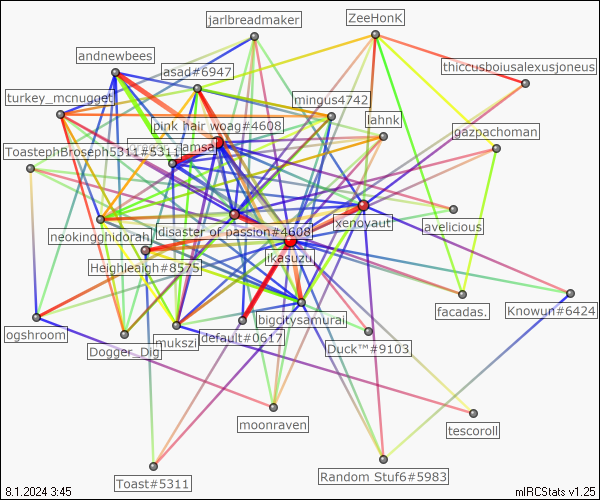 jarlbreadmaker
ZeeHonK
andnewbees
thiccusboiusalexusjoneus
asad#6947
turkey_mcnugget
mingus4742
lahnk
pink hair woag#4608
gazpachoman
ToastephBroseph5311#5311
amsa
avelicious
xenoyaut
disaster of passion#4608
neokingghidorah
ikasuzu
Heighleaigh#8575
facadas.
Knowun#6424
bigcitysamurai
ogshroom
default#0617
mukszi
Dogger_Dig
Duck™#9103
moonraven
tescoroll
Toast#5311
Random Stuf6#5983
8.1.2024 3:45
mIRCStats v1.25